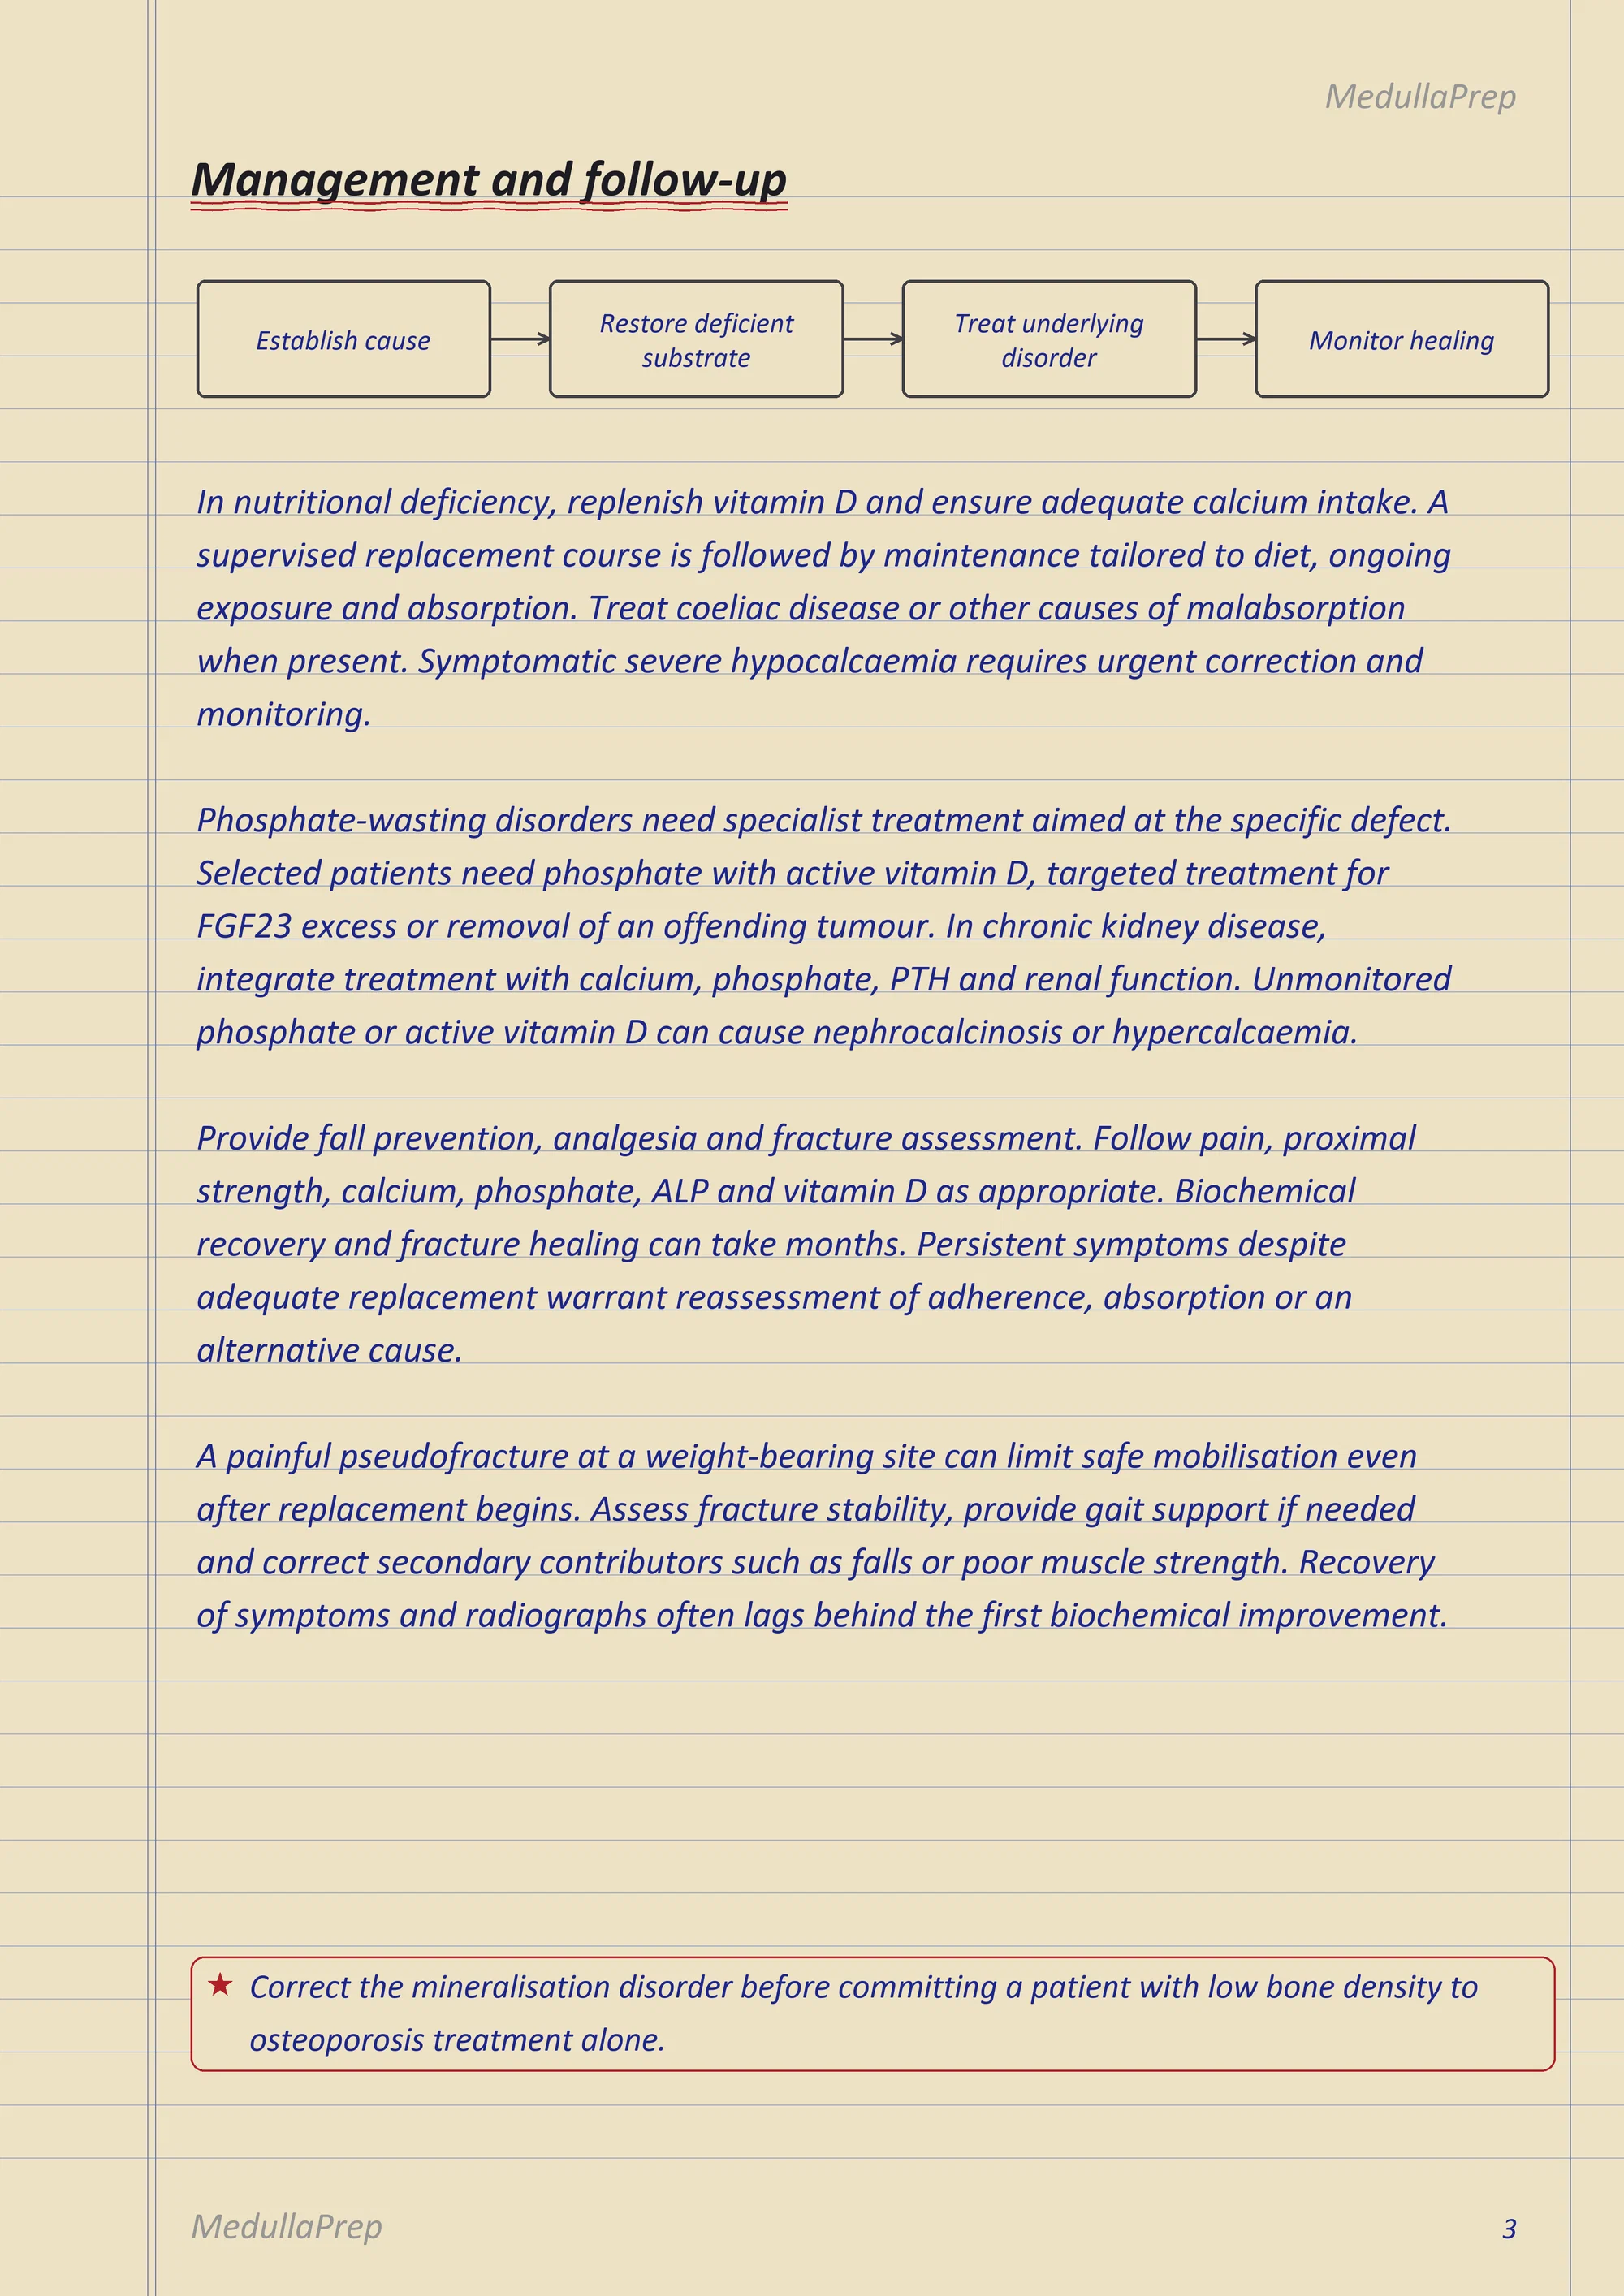 MedullaPrep
Management and follow-up
Establish cause
Restore deficient
substrate
Treat underlying
disorder
Monitor healing
In nutritional deficiency, replenish vitamin D and ensure adequate calcium intake. A
supervised replacement course is followed by maintenance tailored to diet, ongoing
exposure and absorption. Treat coeliac disease or other causes of malabsorption
when present. Symptomatic severe hypocalcaemia requires urgent correction and
monitoring.
Phosphate-wasting disorders need specialist treatment aimed at the specific defect.
Selected patients need phosphate with active vitamin D, targeted treatment for
FGF23 excess or removal of an offending tumour. In chronic kidney disease,
integrate treatment with calcium, phosphate, PTH and renal function. Unmonitored
phosphate or active vitamin D can cause nephrocalcinosis or hypercalcaemia.
Provide fall prevention, analgesia and fracture assessment. Follow pain, proximal
strength, calcium, phosphate, ALP and vitamin D as appropriate. Biochemical
recovery and fracture healing can take months. Persistent symptoms despite
adequate replacement warrant reassessment of adherence, absorption or an
alternative cause.
A painful pseudofracture at a weight-bearing site can limit safe mobilisation even
after replacement begins. Assess fracture stability, provide gait support if needed
and correct secondary contributors such as falls or poor muscle strength. Recovery
of symptoms and radiographs often lags behind the first biochemical improvement.
★ Correct the mineralisation disorder before committing a patient with low bone density to
osteoporosis treatment alone.
MedullaPrep
3